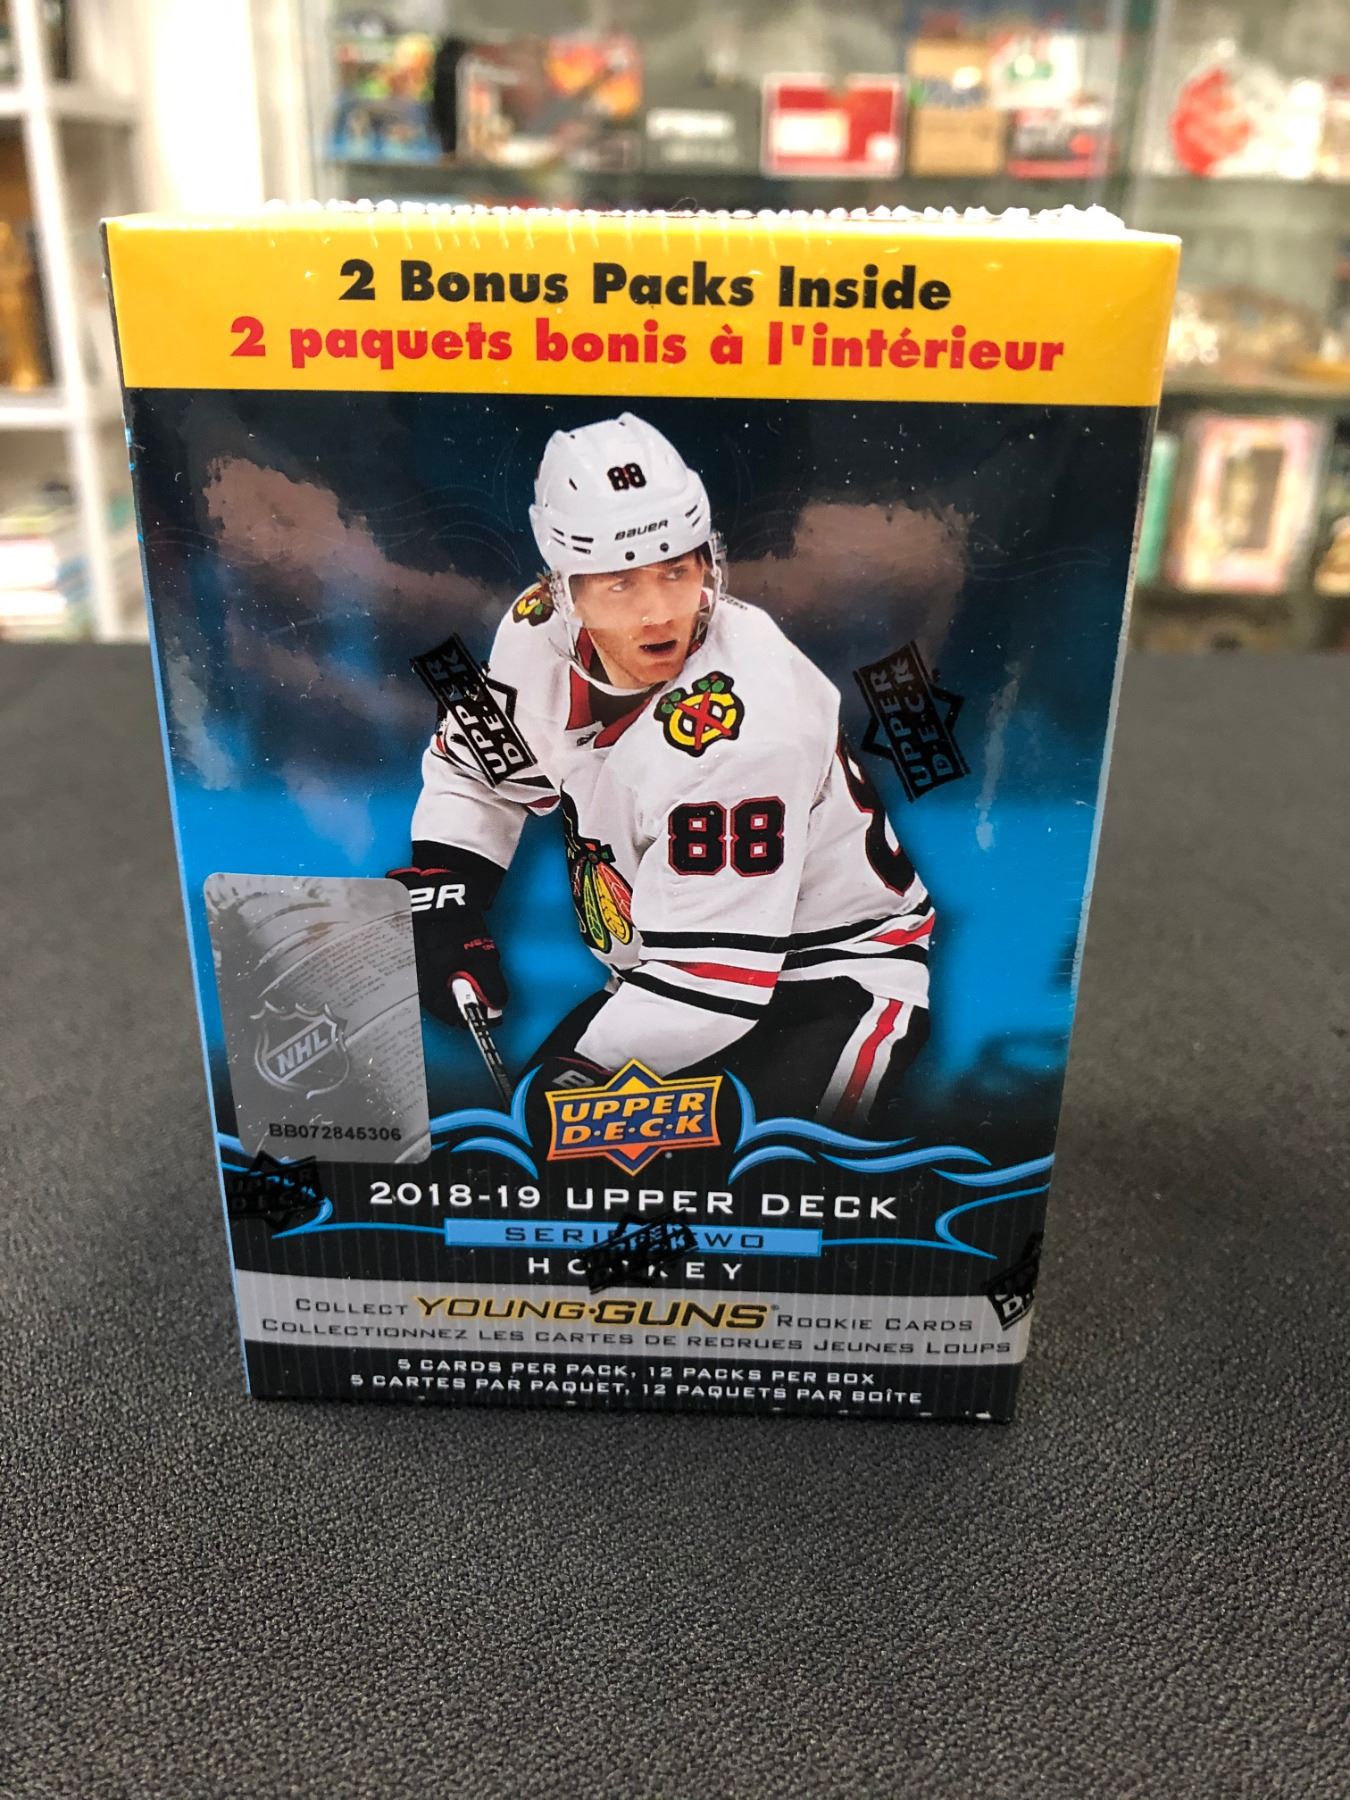 2 Bonus Packs Inside
2 paquets bonis à l'intérieur
88
BAUER
UPPER
DECK
UPPER
DECK
88
ER
NHL
BB072845306
UPPER
D·E·C·K
2018-19 UPPER DECK
HOCKEY
COLLECT YOUNG·GUNS® ROOKIE CARDS
COLLECTIONNEZ LES CARTES DE RECRUES JEUNES LOUPS
5 CARDS PER PACK, 12 PACKS PER BOX
5 CARTES PAR PAQUET, 12 PAQUETS PAR BOÎTE